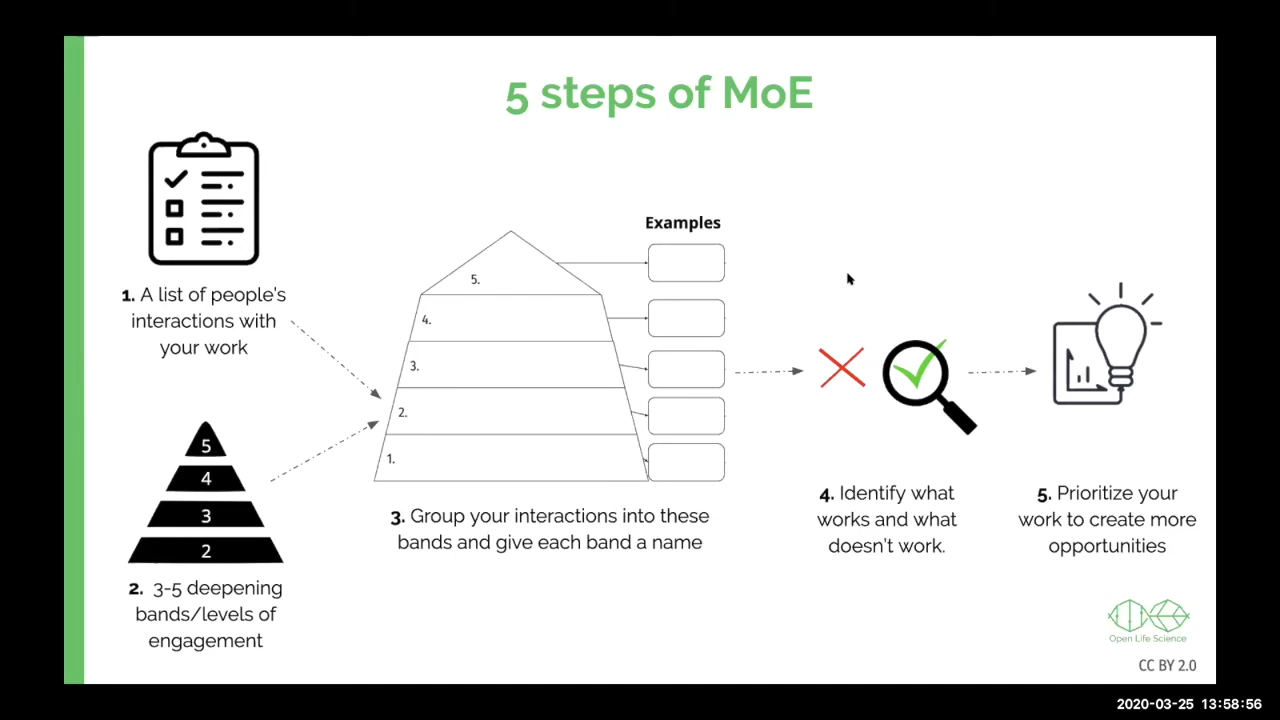 5 steps of MoE
1. A list of people's
interactions with
your work
5
4
3
2
2. 3-5 deepening
bands/levels of
engagement
Examples
5.
4.
3.
2.
1.
3. Group your interactions into these
bands and give each band a name
4. Identify what
works and what
doesn't work.
5. Prioritize your
work to create more
opportunities
Open Life Science
CC BY 2.0
2020-03-25 13:58:56